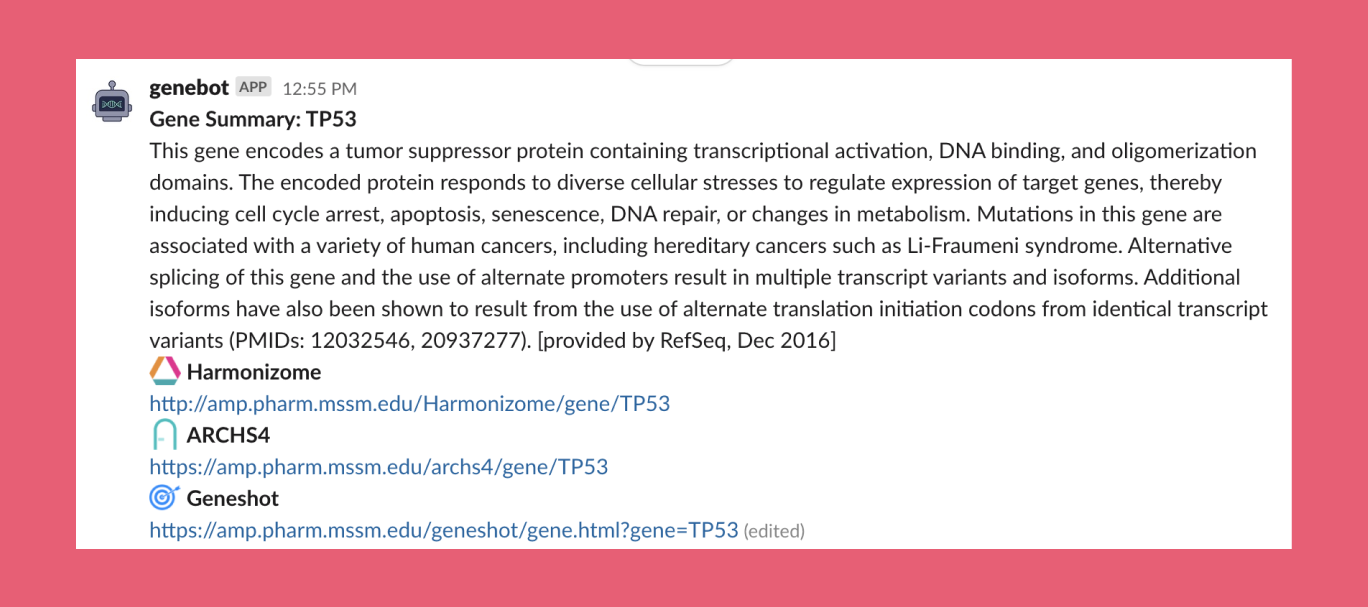 genebot APP 12:55 PM
Gene Summary: TP53
This gene encodes a tumor suppressor protein containing transcriptional activation, DNA binding, and oligomerization
domains. The encoded protein responds to diverse cellular stresses to regulate expression of target genes, thereby
inducing cell cycle arrest, apoptosis, senescence, DNA repair, or changes in metabolism. Mutations in this gene are
associated with a variety of human cancers, including hereditary cancers such as Li-Fraumeni syndrome. Alternative
splicing of this gene and the use of alternate promoters result in multiple transcript variants and isoforms. Additional
isoforms have also been shown to result from the use of alternate translation initiation codons from identical transcript
variants (PMIDs: 12032546, 20937277). [provided by RefSeq, Dec 2016]
Harmonizome
http://amp.pharm.mssm.edu/Harmonizome/gene/TP53
ARCHS4
https://amp.pharm.mssm.edu/archs4/gene/TP53
Geneshot
https://amp.pharm.mssm.edu/geneshot/gene.html?gene=TP53 (edited)